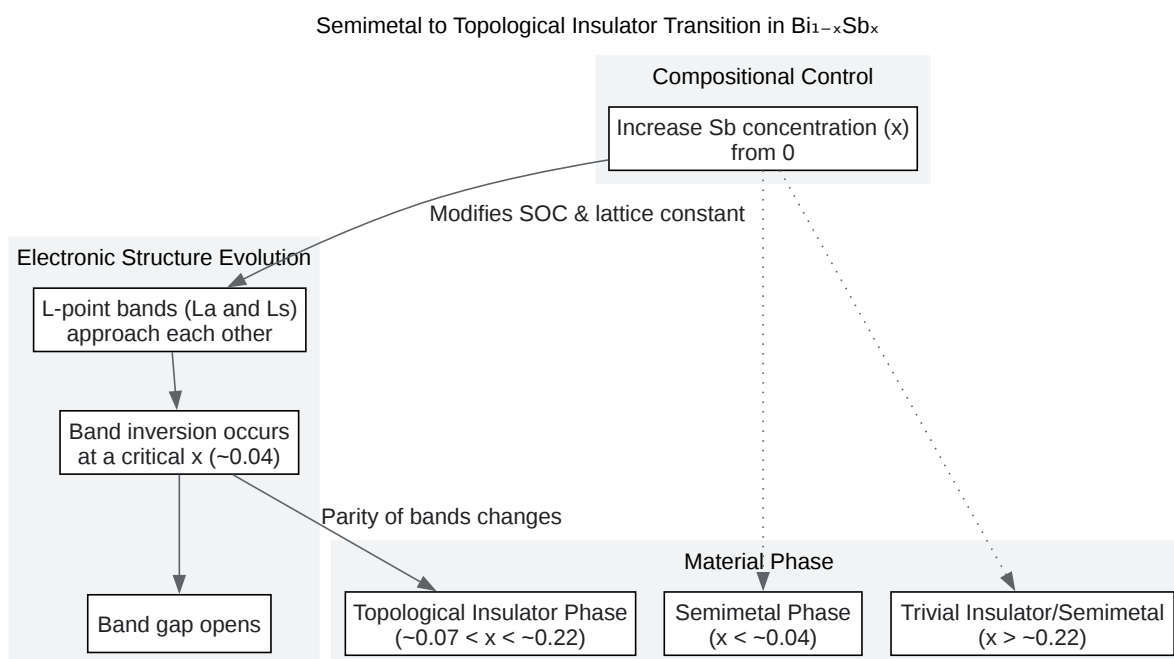 Semimetal to Topological Insulator Transition in Bi₁₋ₓSbₓ
Compositional Control
Increase Sb concentration (x)
from 0
Modifies SOC & lattice constant
Electronic Structure Evolution
L-point bands (La and Ls)
approach each other
Band inversion occurs
at a critical x (~0.04)
Parity of bands changes
Band gap opens
Material Phase
Topological Insulator Phase
(~0.07 < x < ~0.22)
Semimetal Phase
(x < ~0.04)
Trivial Insulator/Semimetal
(x > ~0.22)